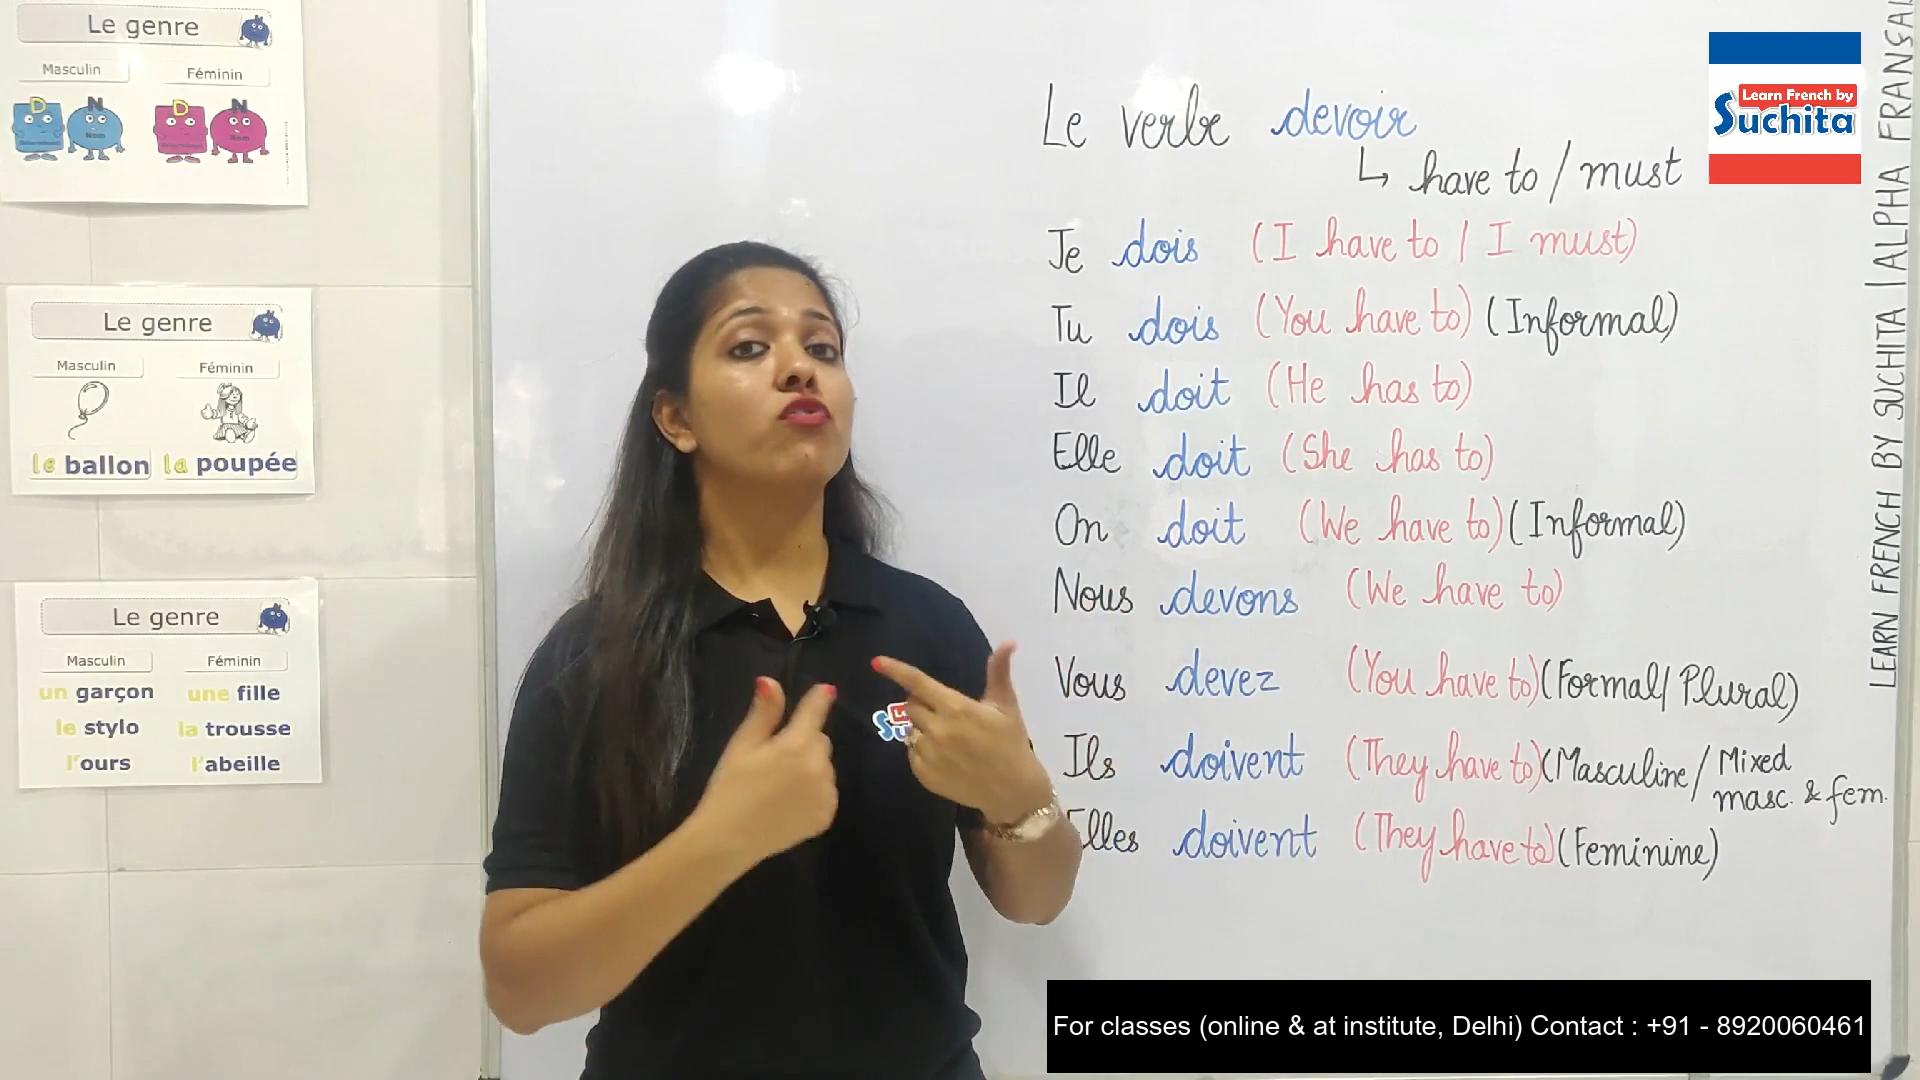 Le genre
Masculin Féminin
D N D N
Nom Nom
Le genre
Masculin Féminin
le ballon la poupée
Le genre
Masculin Féminin
un garçon une fille
le stylo la trousse
l'ours l'abeille
Le verbe devoir
↳ have to / must
Je dois (I have to / I must)
Tu dois (You have to) (Informal)
Il doit (He has to)
Elle doit (She has to)
On doit (We have to) (Informal)
Nous devons (We have to)
Vous devez (You have to) (Formal/Plural)
Ils doivent (They have to) (Masculine/ Mixed
masc. & fem.
Elles doivent (They have to) (Feminine)
Learn French by
Suchita
LEARN FRENCH BY SUCHITA | ALPHA FRANÇAI
For classes (online & at institute, Delhi) Contact : +91 - 8920060461